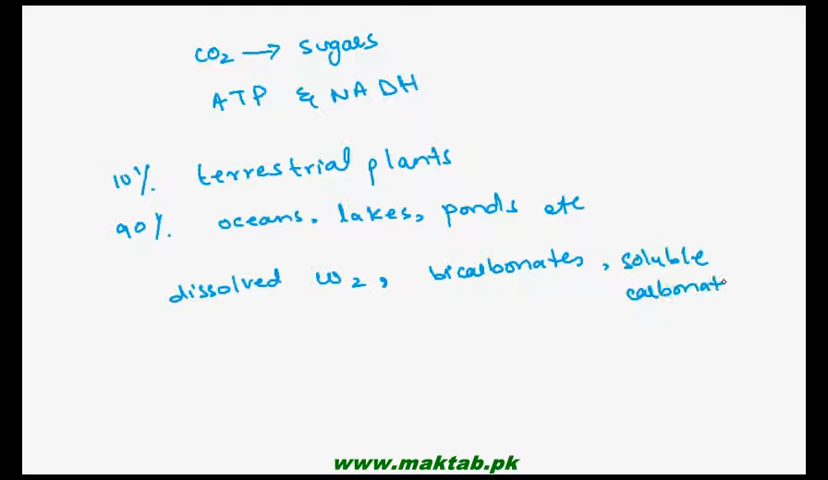 CO2 → sugars
ATP & NADH
10% terrestrial plants
90% oceans, lakes, ponds etc
dissolved CO2, bicarbonates, soluble
carbonat
www.maktab.pk